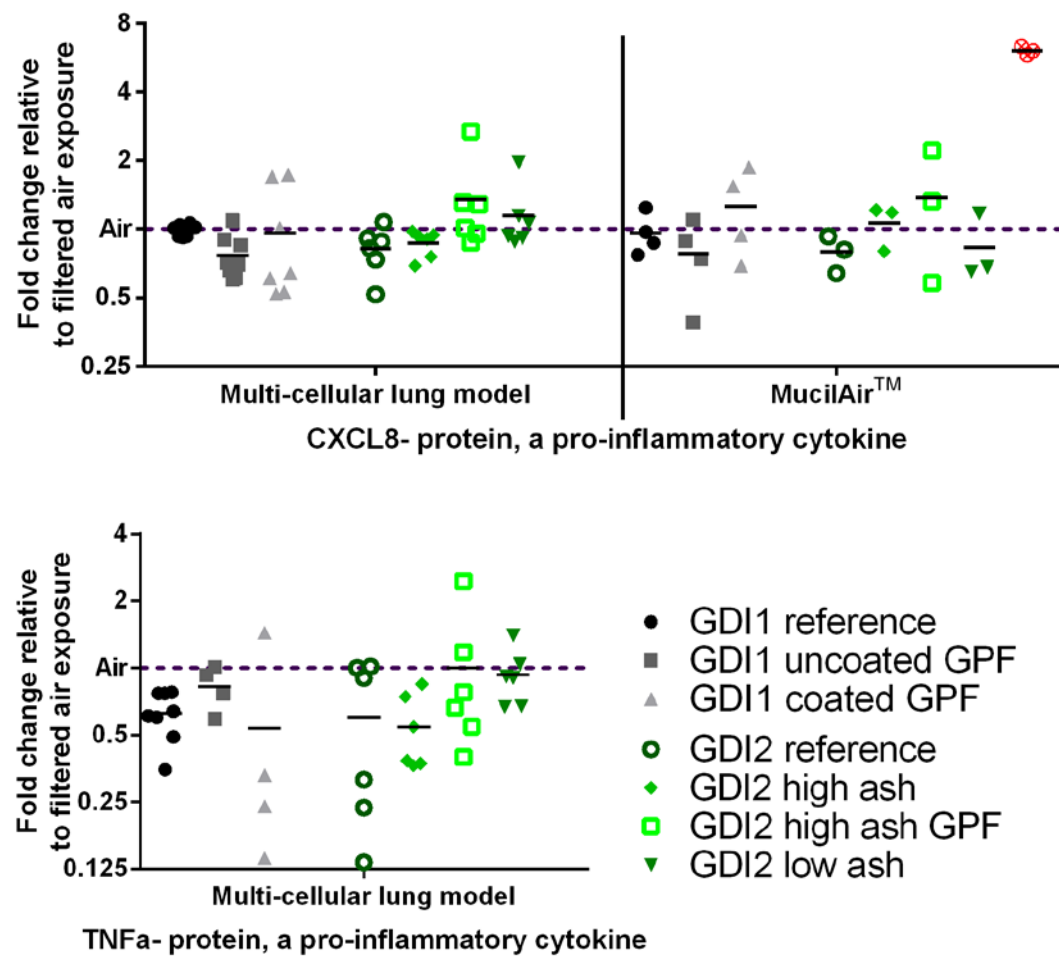 Fold change relative
to filtered air exposure
8
4
2
Air
0.5
0.25
Multi-cellular lung model
MucilAir™
CXCL8- protein, a pro-inflammatory cytokine
Fold change relative
to filtered air exposure
4
2
Air
0.5
0.25
0.125
Multi-cellular lung model
TNFa- protein, a pro-inflammatory cytokine
GDI1 reference
GDI1 uncoated GPF
GDI1 coated GPF
GDI2 reference
GDI2 high ash
GDI2 high ash GPF
GDI2 low ash